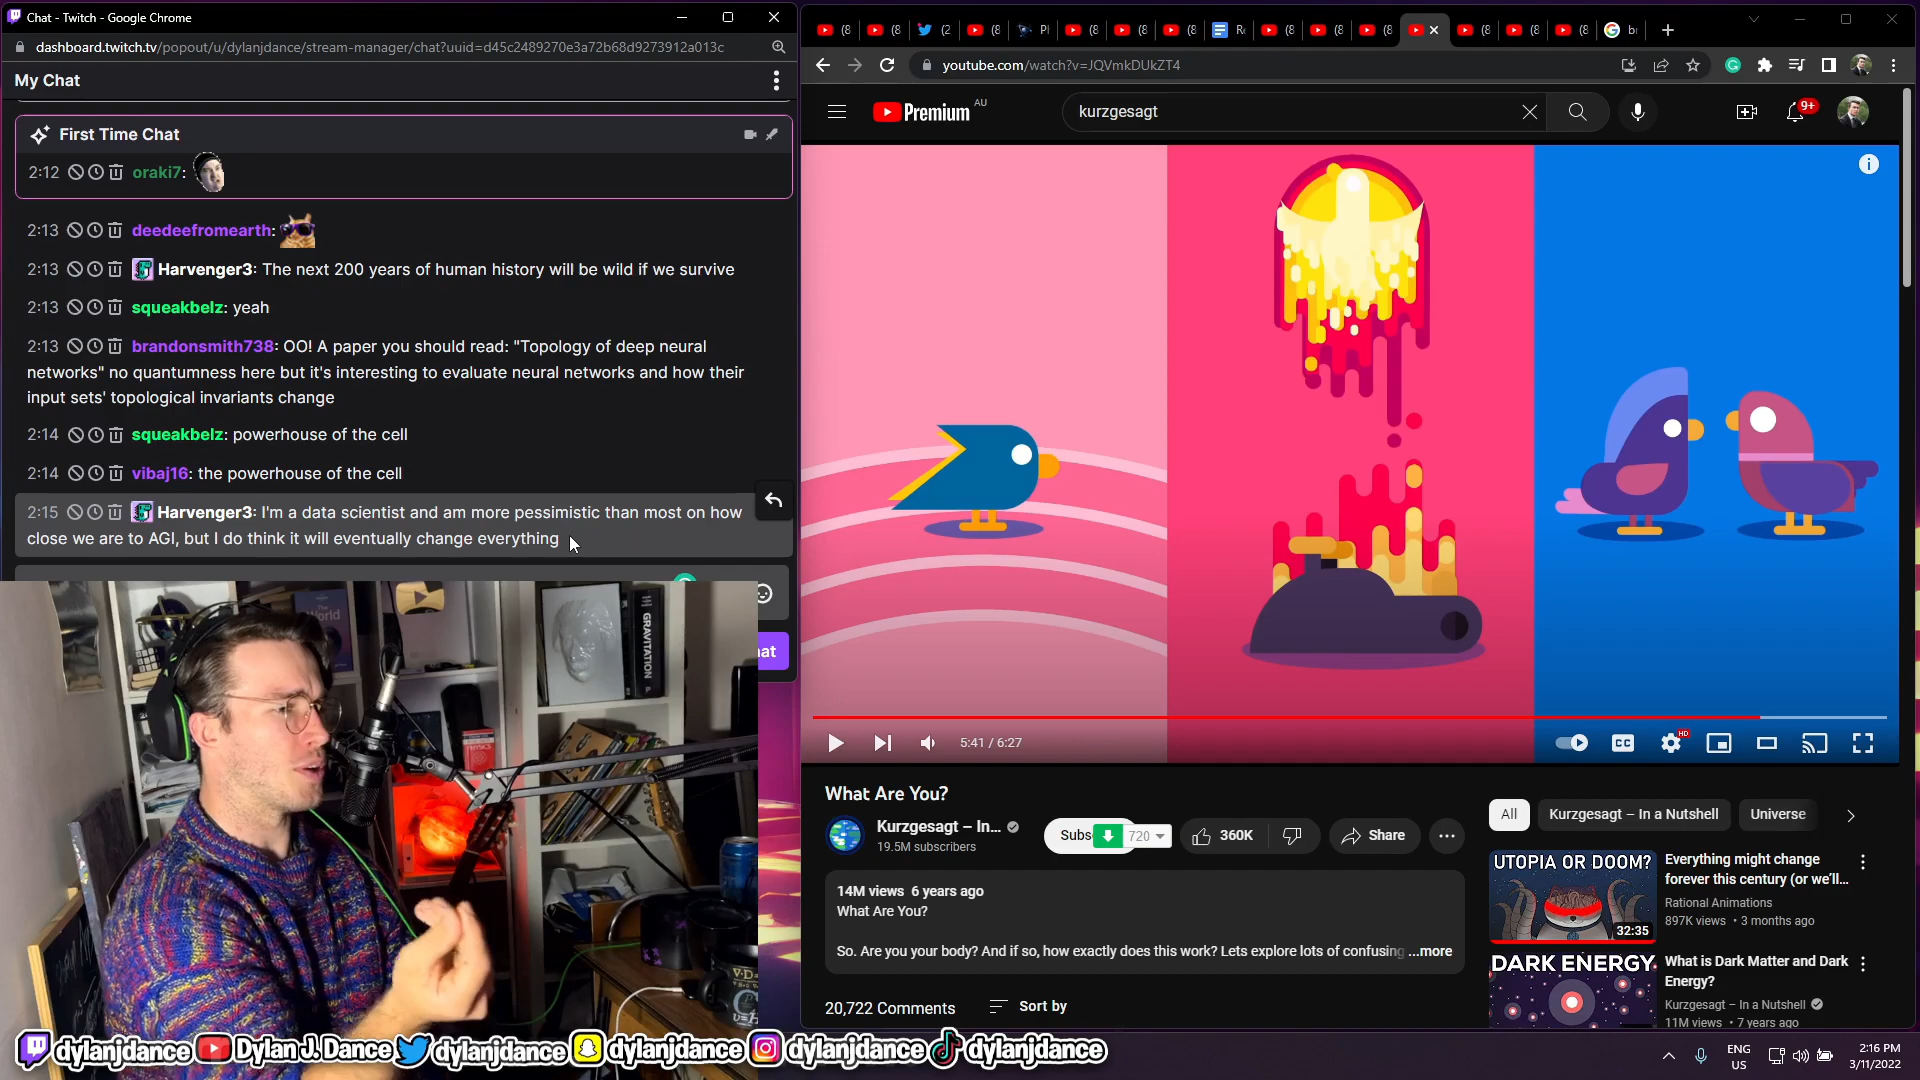 Chat - Twitch - Google Chrome
dashboard.twitch.tv/popout/u/dylanjdance/stream-manager/chat?uuid=d45c2489270e3a72b68d9273912a013c
My Chat
First Time Chat
2:12 oraki7:
2:13 deedeefromearth:
2:13 Harvenger3: The next 200 years of human history will be wild if we survive
2:13 squeakbelz: yeah
2:13 brandonsmith738: OO! A paper you should read: "Topology of deep neural
networks" no quantumness here but it's interesting to evaluate neural networks and how their
input sets' topological invariants change
2:14 squeakbelz: powerhouse of the cell
2:14 vibaj16: the powerhouse of the cell
2:15 Harvenger3: I'm a data scientist and am more pessimistic than most on how
close we are to AGI, but I do think it will eventually change everything
hat
The World
GRAVITATION
PHYSICS
youtube.com/watch?v=JQVmkDUkZT4
Premium AU
kurzgesagt
9+
5:41 / 6:27
CC
HD
What Are You?
Kurzgesagt – In...
19.5M subscribers
Subs
720
360K
Share
14M views 6 years ago
What Are You?
So. Are you your body? And if so, how exactly does this work? Lets explore lots of confusing ...more
20,722 Comments
Sort by
All
Kurzgesagt – In a Nutshell
Universe
UTOPIA OR DOOM?
32:35
Everything might change
forever this century (or we'll...
Rational Animations
897K views • 3 months ago
DARK ENERGY
What is Dark Matter and Dark
Energy?
Kurzgesagt – In a Nutshell
11M views • 7 years ago
dylanjdance
Dylan J. Dance
dylanjdance
dylanjdance
dylanjdance
dylanjdance
ENG
US
2:16 PM
3/11/2022